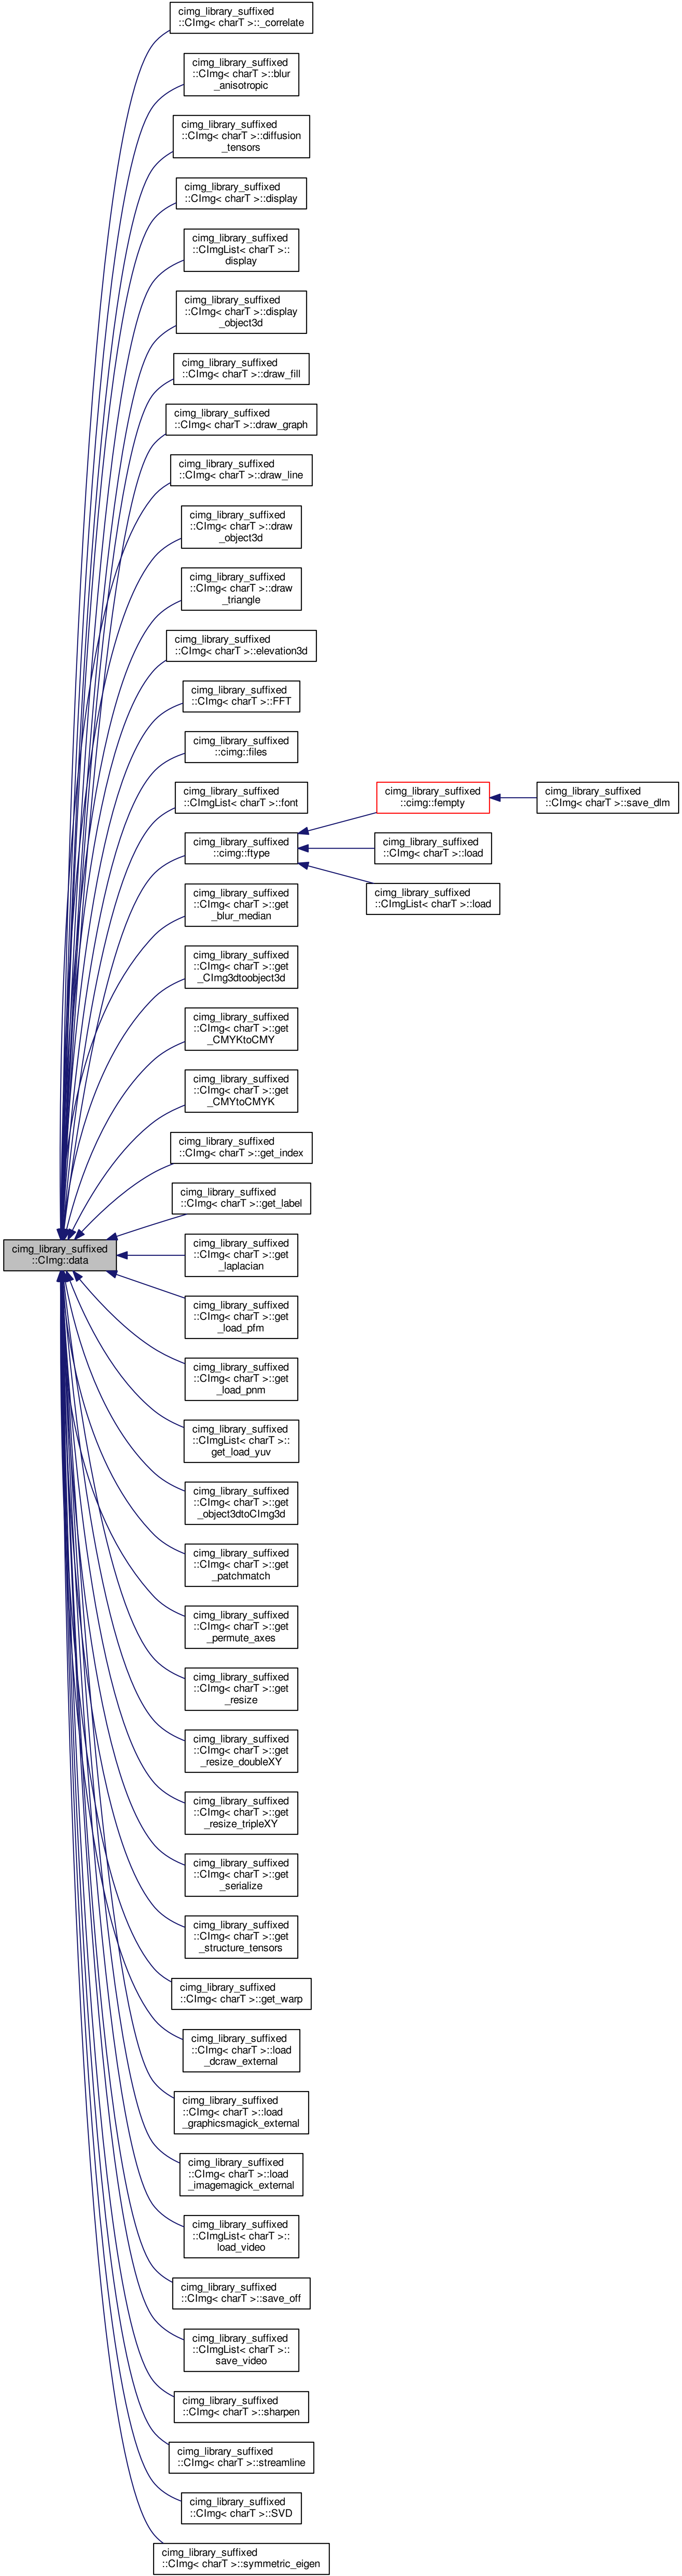 cimg_library_suffixed
::CImg< charT >::_correlate
cimg_library_suffixed
::CImg< charT >::blur
_anisotropic
cimg_library_suffixed
::CImg< charT >::diffusion
_tensors
cimg_library_suffixed
::CImg< charT >::display
cimg_library_suffixed
::CImgList< charT >::
display
cimg_library_suffixed
::CImg< charT >::display
_object3d
cimg_library_suffixed
::CImg< charT >::draw_fill
cimg_library_suffixed
::CImg< charT >::draw_graph
cimg_library_suffixed
::CImg< charT >::draw_line
cimg_library_suffixed
::CImg< charT >::draw
_object3d
cimg_library_suffixed
::CImg< charT >::draw
_triangle
cimg_library_suffixed
::CImg< charT >::elevation3d
cimg_library_suffixed
::CImg< charT >::FFT
cimg_library_suffixed
::cimg::files
cimg_library_suffixed
::CImgList< charT >::font
cimg_library_suffixed
::cimg::fempty
cimg_library_suffixed
::CImg< charT >::save_dlm
cimg_library_suffixed
::cimg::ftype
cimg_library_suffixed
::CImg< charT >::load
cimg_library_suffixed
::CImgList< charT >::load
cimg_library_suffixed
::CImg< charT >::get
_blur_median
cimg_library_suffixed
::CImg< charT >::get
_CImg3dtoobject3d
cimg_library_suffixed
::CImg< charT >::get
_CMYKtoCMY
cimg_library_suffixed
::CImg< charT >::get
_CMYtoCMYK
cimg_library_suffixed
::CImg< charT >::get_index
cimg_library_suffixed
::CImg< charT >::get_label
cimg_library_suffixed
::CImg::data
cimg_library_suffixed
::CImg< charT >::get
_laplacian
cimg_library_suffixed
::CImg< charT >::get
_load_pfm
cimg_library_suffixed
::CImg< charT >::get
_load_pnm
cimg_library_suffixed
::CImgList< charT >::
get_load_yuv
cimg_library_suffixed
::CImg< charT >::get
_object3dtoCImg3d
cimg_library_suffixed
::CImg< charT >::get
_patchmatch
cimg_library_suffixed
::CImg< charT >::get
_permute_axes
cimg_library_suffixed
::CImg< charT >::get
_resize
cimg_library_suffixed
::CImg< charT >::get
_resize_doubleXY
cimg_library_suffixed
::CImg< charT >::get
_resize_tripleXY
cimg_library_suffixed
::CImg< charT >::get
_serialize
cimg_library_suffixed
::CImg< charT >::get
_structure_tensors
cimg_library_suffixed
::CImg< charT >::get_warp
cimg_library_suffixed
::CImg< charT >::load
_dcraw_external
cimg_library_suffixed
::CImg< charT >::load
_graphicsmagick_external
cimg_library_suffixed
::CImg< charT >::load
_imagemagick_external
cimg_library_suffixed
::CImgList< charT >::
load_video
cimg_library_suffixed
::CImg< charT >::save_off
cimg_library_suffixed
::CImgList< charT >::
save_video
cimg_library_suffixed
::CImg< charT >::sharpen
cimg_library_suffixed
::CImg< charT >::streamline
cimg_library_suffixed
::CImg< charT >::SVD
cimg_library_suffixed
::CImg< charT >::symmetric_eigen